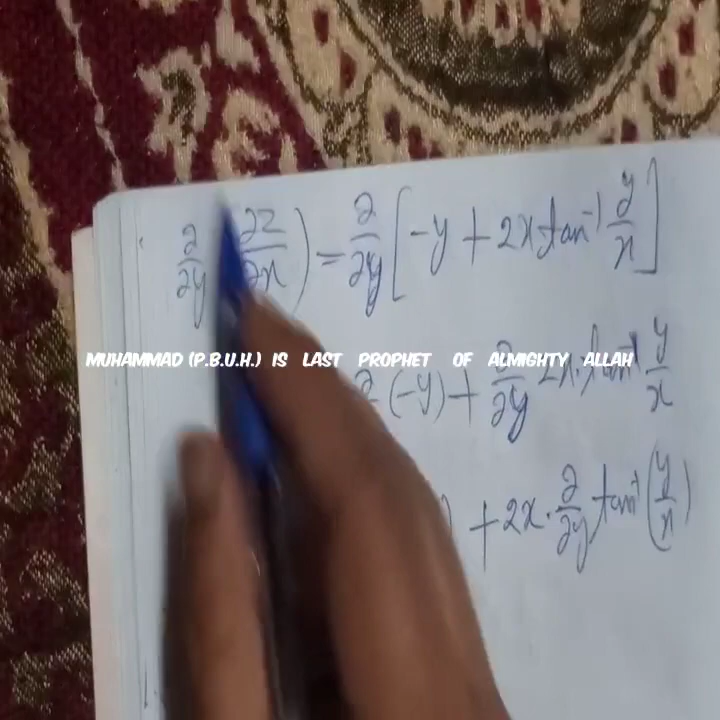 ∂/∂y (∂z/∂x) = ∂/∂y [-y + 2x tan⁻¹ y/x]
MUHAMMAD (P.B.U.H.) IS LAST PROPHET OF ALMIGHTY ALLAH
∂ (-y) + ∂/∂y 2x tan⁻¹ y/x
) + 2x · ∂/∂y tan⁻¹ (y/x)